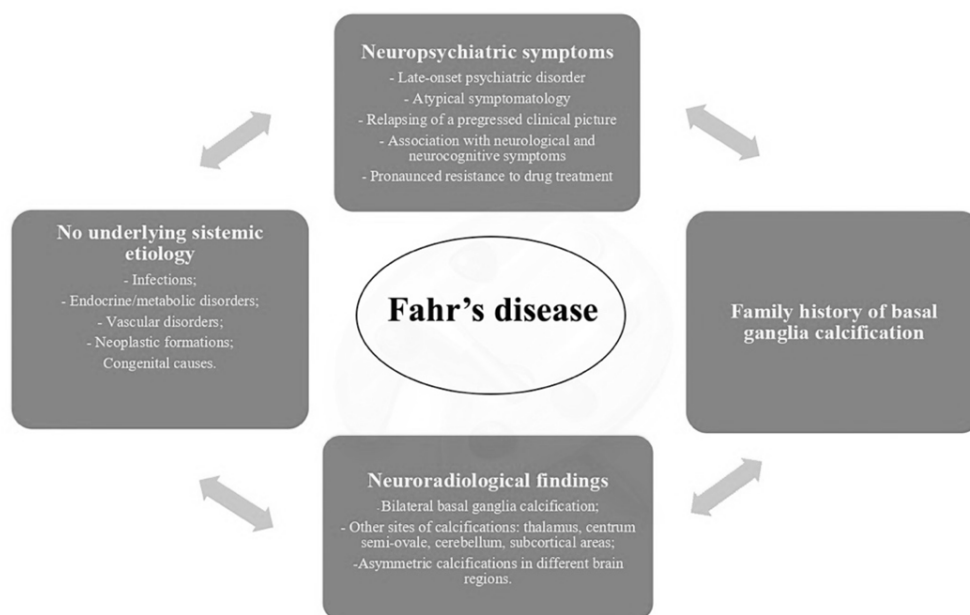 Neuropsychiatric symptoms
- Late-onset psychiatric disorder
- Atypical symptomatology
- Relapsing of a pregressed clinical picture
- Association with neurological and
neurocognitive symptoms
- Pronaunced resistance to drug treatment
No underlying sistemic
etiology
- Infections;
- Endocrine/metabolic disorders;
- Vascular disorders;
- Neoplastic formations;
Congenital causes.
Fahr’s disease
Family history of basal
ganglia calcification
Neuroradiological findings
-Bilateral basal ganglia calcification;
- Other sites of calcifications: thalamus, centrum
semi-ovale, cerebellum, subcortical areas;
-Asymmetric calcifications in different brain
regions.